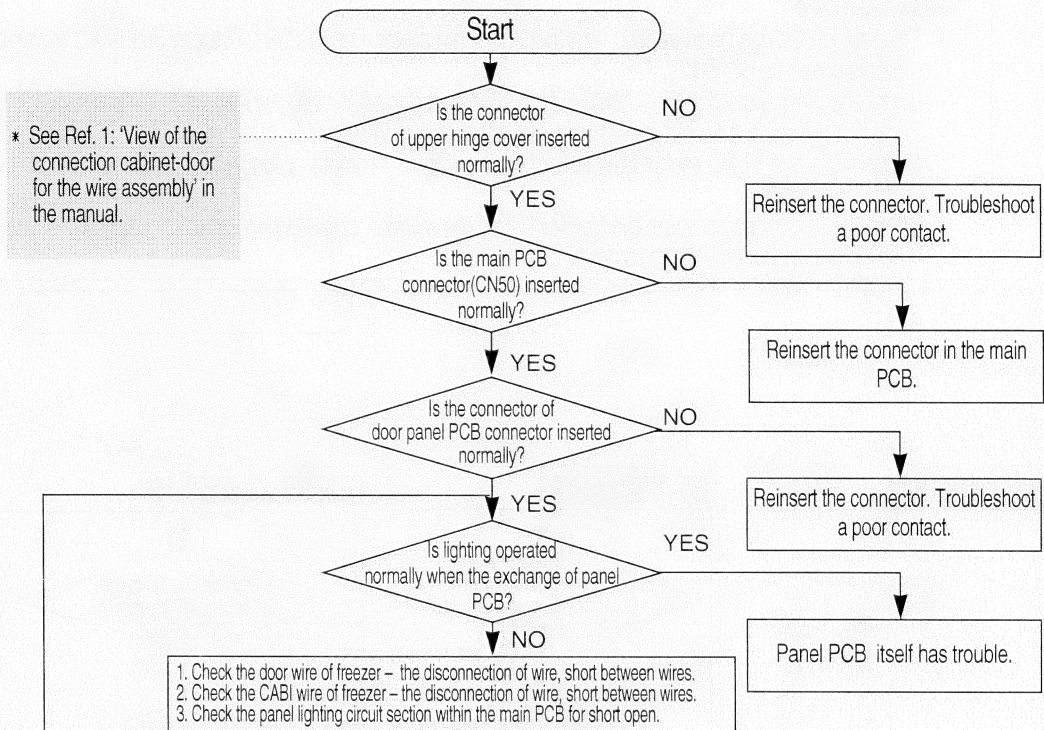 Start
* See Ref. 1: 'View of the
connection cabinet-door
for the wire assembly' in
the manual.
Is the connector
of upper hinge cover inserted
normally?
NO
YES
Reinsert the connector. Troubleshoot
a poor contact.
Is the main PCB
connector(CN50) inserted
normally?
NO
YES
Reinsert the connector in the main
PCB.
Is the connector of
door panel PCB connector inserted
normally?
NO
YES
Reinsert the connector. Troubleshoot
a poor contact.
Is lighting operated
normally when the exchange of panel
PCB?
YES
NO
Panel PCB itself has trouble.
1. Check the door wire of freezer – the disconnection of wire, short between wires.
2. Check the CABI wire of freezer – the disconnection of wire, short between wires.
3. Check the panel lighting circuit section within the main PCB for short open.